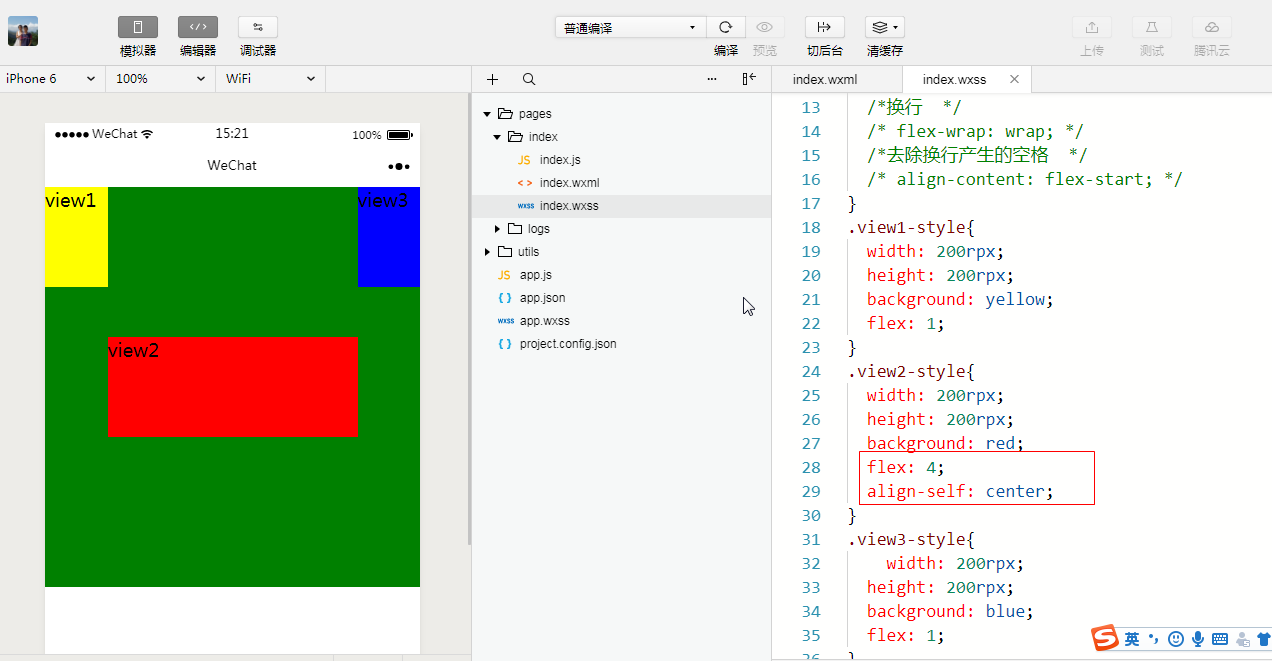 模拟器 编辑器 调试器 普通编译 编译 预览 切后台 清缓存 上传 测试 腾讯云
iPhone 6 100% WiFi
index.wxml index.wxss
WeChat 15:21 100%
WeChat
view1 view3
view2
pages
index
JS index.js
< > index.wxml
wxss index.wxss
logs
utils
JS app.js
{ } app.json
wxss app.wxss
{ } project.config.json
13 /*换行 */
14 /* flex-wrap: wrap; */
15 /*去除换行产生的空格 */
16 /* align-content: flex-start; */
17 }
18 .view1-style{
19 width: 200rpx;
20 height: 200rpx;
21 background: yellow;
22 flex: 1;
23 }
24 .view2-style{
25 width: 200rpx;
26 height: 200rpx;
27 background: red;
28 flex: 4;
29 align-self: center;
30 }
31 .view3-style{
32 width: 200rpx;
33 height: 200rpx;
34 background: blue;
35 flex: 1;
36 }
S 英